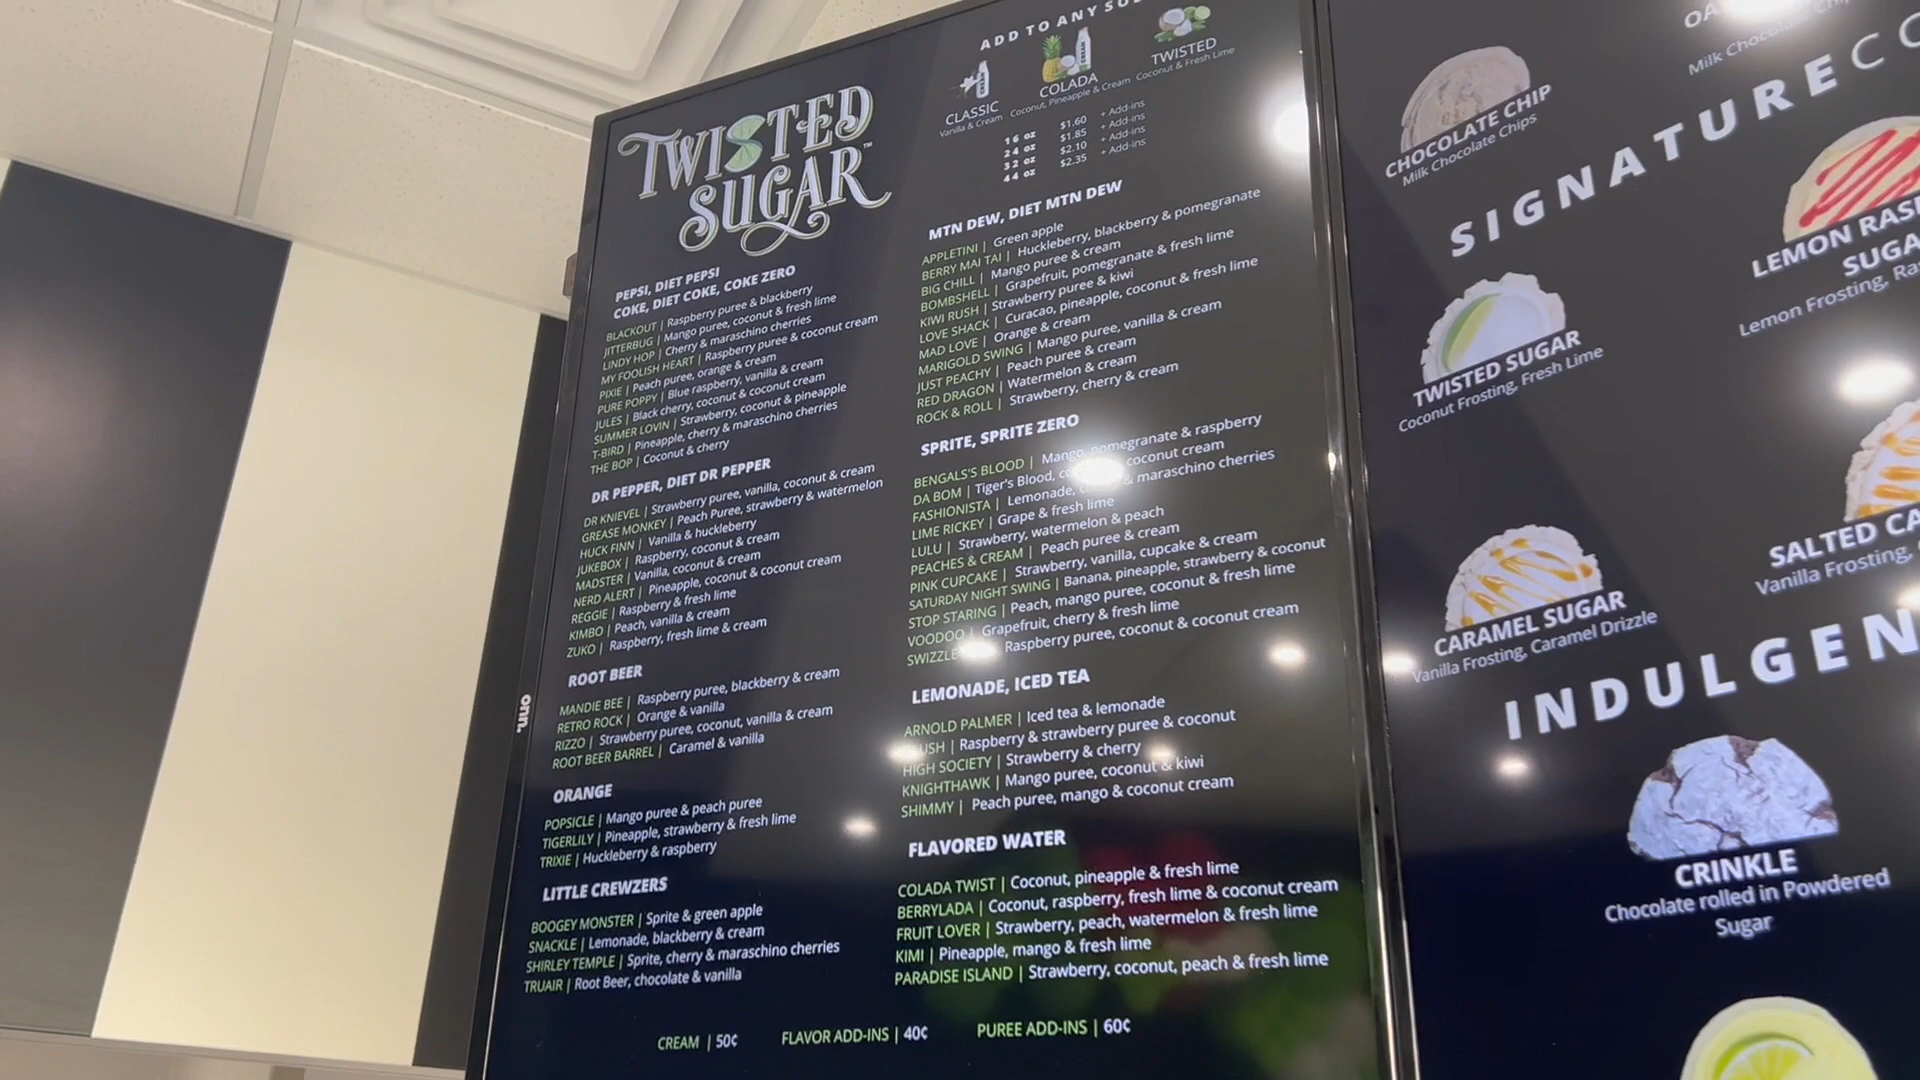 TWISTED
SUGAR™
PEPSI, DIET PEPSI
COKE, DIET COKE, COKE ZERO
BLACKOUT | Raspberry puree & blackberry
JITTERBUG | Mango puree, coconut & fresh lime
LINDY HOP | Cherry & maraschino cherries
MY FOOLISH HEART | Raspberry puree & coconut cream
PIXIE | Peach puree, orange & cream
PURE POPPY | Blue raspberry, vanilla & cream
JULES | Black cherry, coconut & coconut cream
SUMMER LOVIN | Strawberry, coconut & pineapple
T-BIRD | Pineapple, cherry & maraschino cherries
THE BOP | Coconut & cherry
DR PEPPER, DIET DR PEPPER
DR KNIEVEL | Strawberry puree, vanilla, coconut & cream
GREASE MONKEY | Peach Puree, strawberry & watermelon
HUCK FINN | Vanilla & huckleberry
JUKEBOX | Raspberry, coconut & cream
MADSTER | Vanilla, coconut & cream
NERD ALERT | Pineapple, coconut & coconut cream
REGGIE | Raspberry & fresh lime
KIMBO | Peach, vanilla & cream
ZUKO | Raspberry, fresh lime & cream
ROOT BEER
MANDIE BEE | Raspberry puree, blackberry & cream
RETRO ROCK | Orange & vanilla
RIZZO | Strawberry puree, coconut, vanilla & cream
ROOT BEER BARREL | Caramel & vanilla
ORANGE
POPSICLE | Mango puree & peach puree
TIGERLILY | Pineapple, strawberry & fresh lime
TRIXIE | Huckleberry & raspberry
LITTLE CREWZERS
BOOGEY MONSTER | Sprite & green apple
SNACKLE | Lemonade, blackberry & cream
SHIRLEY TEMPLE | Sprite, cherry & maraschino cherries
TRUAIR | Root Beer, chocolate & vanilla
ADD TO ANY
CLASSIC
Vanilla & Cream
COLADA
Coconut, Pineapple & Cream
TWISTED
Coconut & Fresh Lime
16 oz $1.60 + Add-ins
24 oz $1.85 + Add-ins
32 oz $2.10 + Add-ins
44 oz $2.35 + Add-ins
MTN DEW, DIET MTN DEW
APPLETINI | Green apple
BERRY MAI TAI | Huckleberry, blackberry & pomegranate
BIG CHILL | Mango puree & cream
BOMBSHELL | Grapefruit, pomegranate & fresh lime
KIWI RUSH | Strawberry puree & kiwi
LOVE SHACK | Curacao, pineapple, coconut & fresh lime
MAD LOVE | Orange & cream
MARIGOLD SWING | Mango puree, vanilla & cream
JUST PEACHY | Peach puree & cream
RED DRAGON | Watermelon & cream
ROCK & ROLL | Strawberry, cherry & cream
SPRITE, SPRITE ZERO
BENGALS'S BLOOD | Mango, pomegranate & raspberry
DA BOM | Tiger's Blood, coconut cream
FASHIONISTA | Lemonade, & maraschino cherries
LIME RICKEY | Grape & fresh lime
LULU | Strawberry, watermelon & peach
PEACHES & CREAM | Peach puree & cream
PINK CUPCAKE | Strawberry, vanilla, cupcake & cream
SATURDAY NIGHT SWING | Banana, pineapple, strawberry & coconut
STOP STARING | Peach, mango puree, coconut & fresh lime
VOODOO | Grapefruit, cherry & fresh lime
SWIZZLE Raspberry puree, coconut & coconut cream
LEMONADE, ICED TEA
ARNOLD PALMER | Iced tea & lemonade
| Raspberry & strawberry puree & coconut
HIGH SOCIETY | Strawberry & cherry
KNIGHTHAWK | Mango puree, coconut & kiwi
SHIMMY | Peach puree, mango & coconut cream
FLAVORED WATER
COLADA TWIST | Coconut, pineapple & fresh lime
BERRYLADA | Coconut, raspberry, fresh lime & coconut cream
FRUIT LOVER | Strawberry, peach, watermelon & fresh lime
KIMI | Pineapple, mango & fresh lime
PARADISE ISLAND | Strawberry, coconut, peach & fresh lime
CREAM | 50¢ FLAVOR ADD-INS | 40¢ PUREE ADD-INS | 60¢
onn.
Milk
CHOCOLATE CHIP
Milk Chocolate Chips
SIGNATURE
LEMON
Lemon Frosting,
TWISTED SUGAR
Coconut Frosting, Fresh Lime
SALTED
Vanilla Frosting,
CARAMEL SUGAR
Vanilla Frosting, Caramel Drizzle
INDULGEN
CRINKLE
Chocolate rolled in Powdered
Sugar